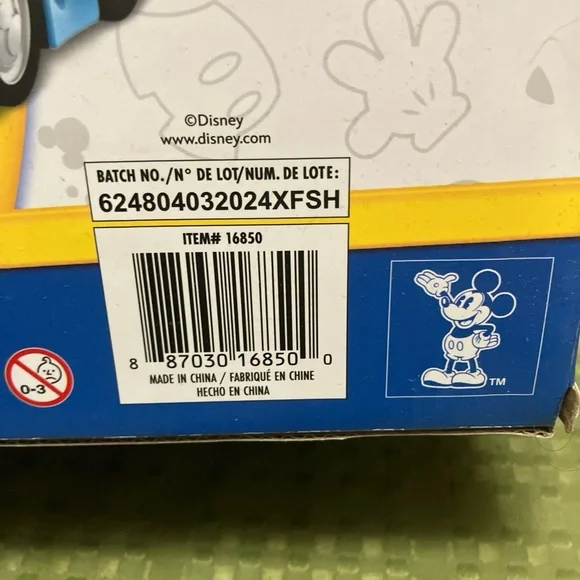 ©Disney
www.disney.com
BATCH NO./N° DE LOT/NUM. DE LOTE:
624804032024XFSH
ITEM# 16850
8 87030 16850 0
MADE IN CHINA / FABRIQUÉ EN CHINE
HECHO EN CHINA
0-3
TM